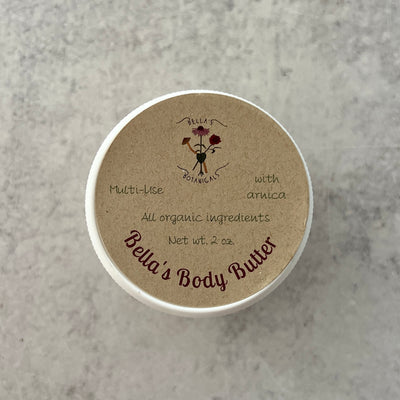 BELLA'S
BOTANICALS
Multi-Use
with
arnica
All organic ingredients
Net wt. 2 oz.
Bella's Body Butter